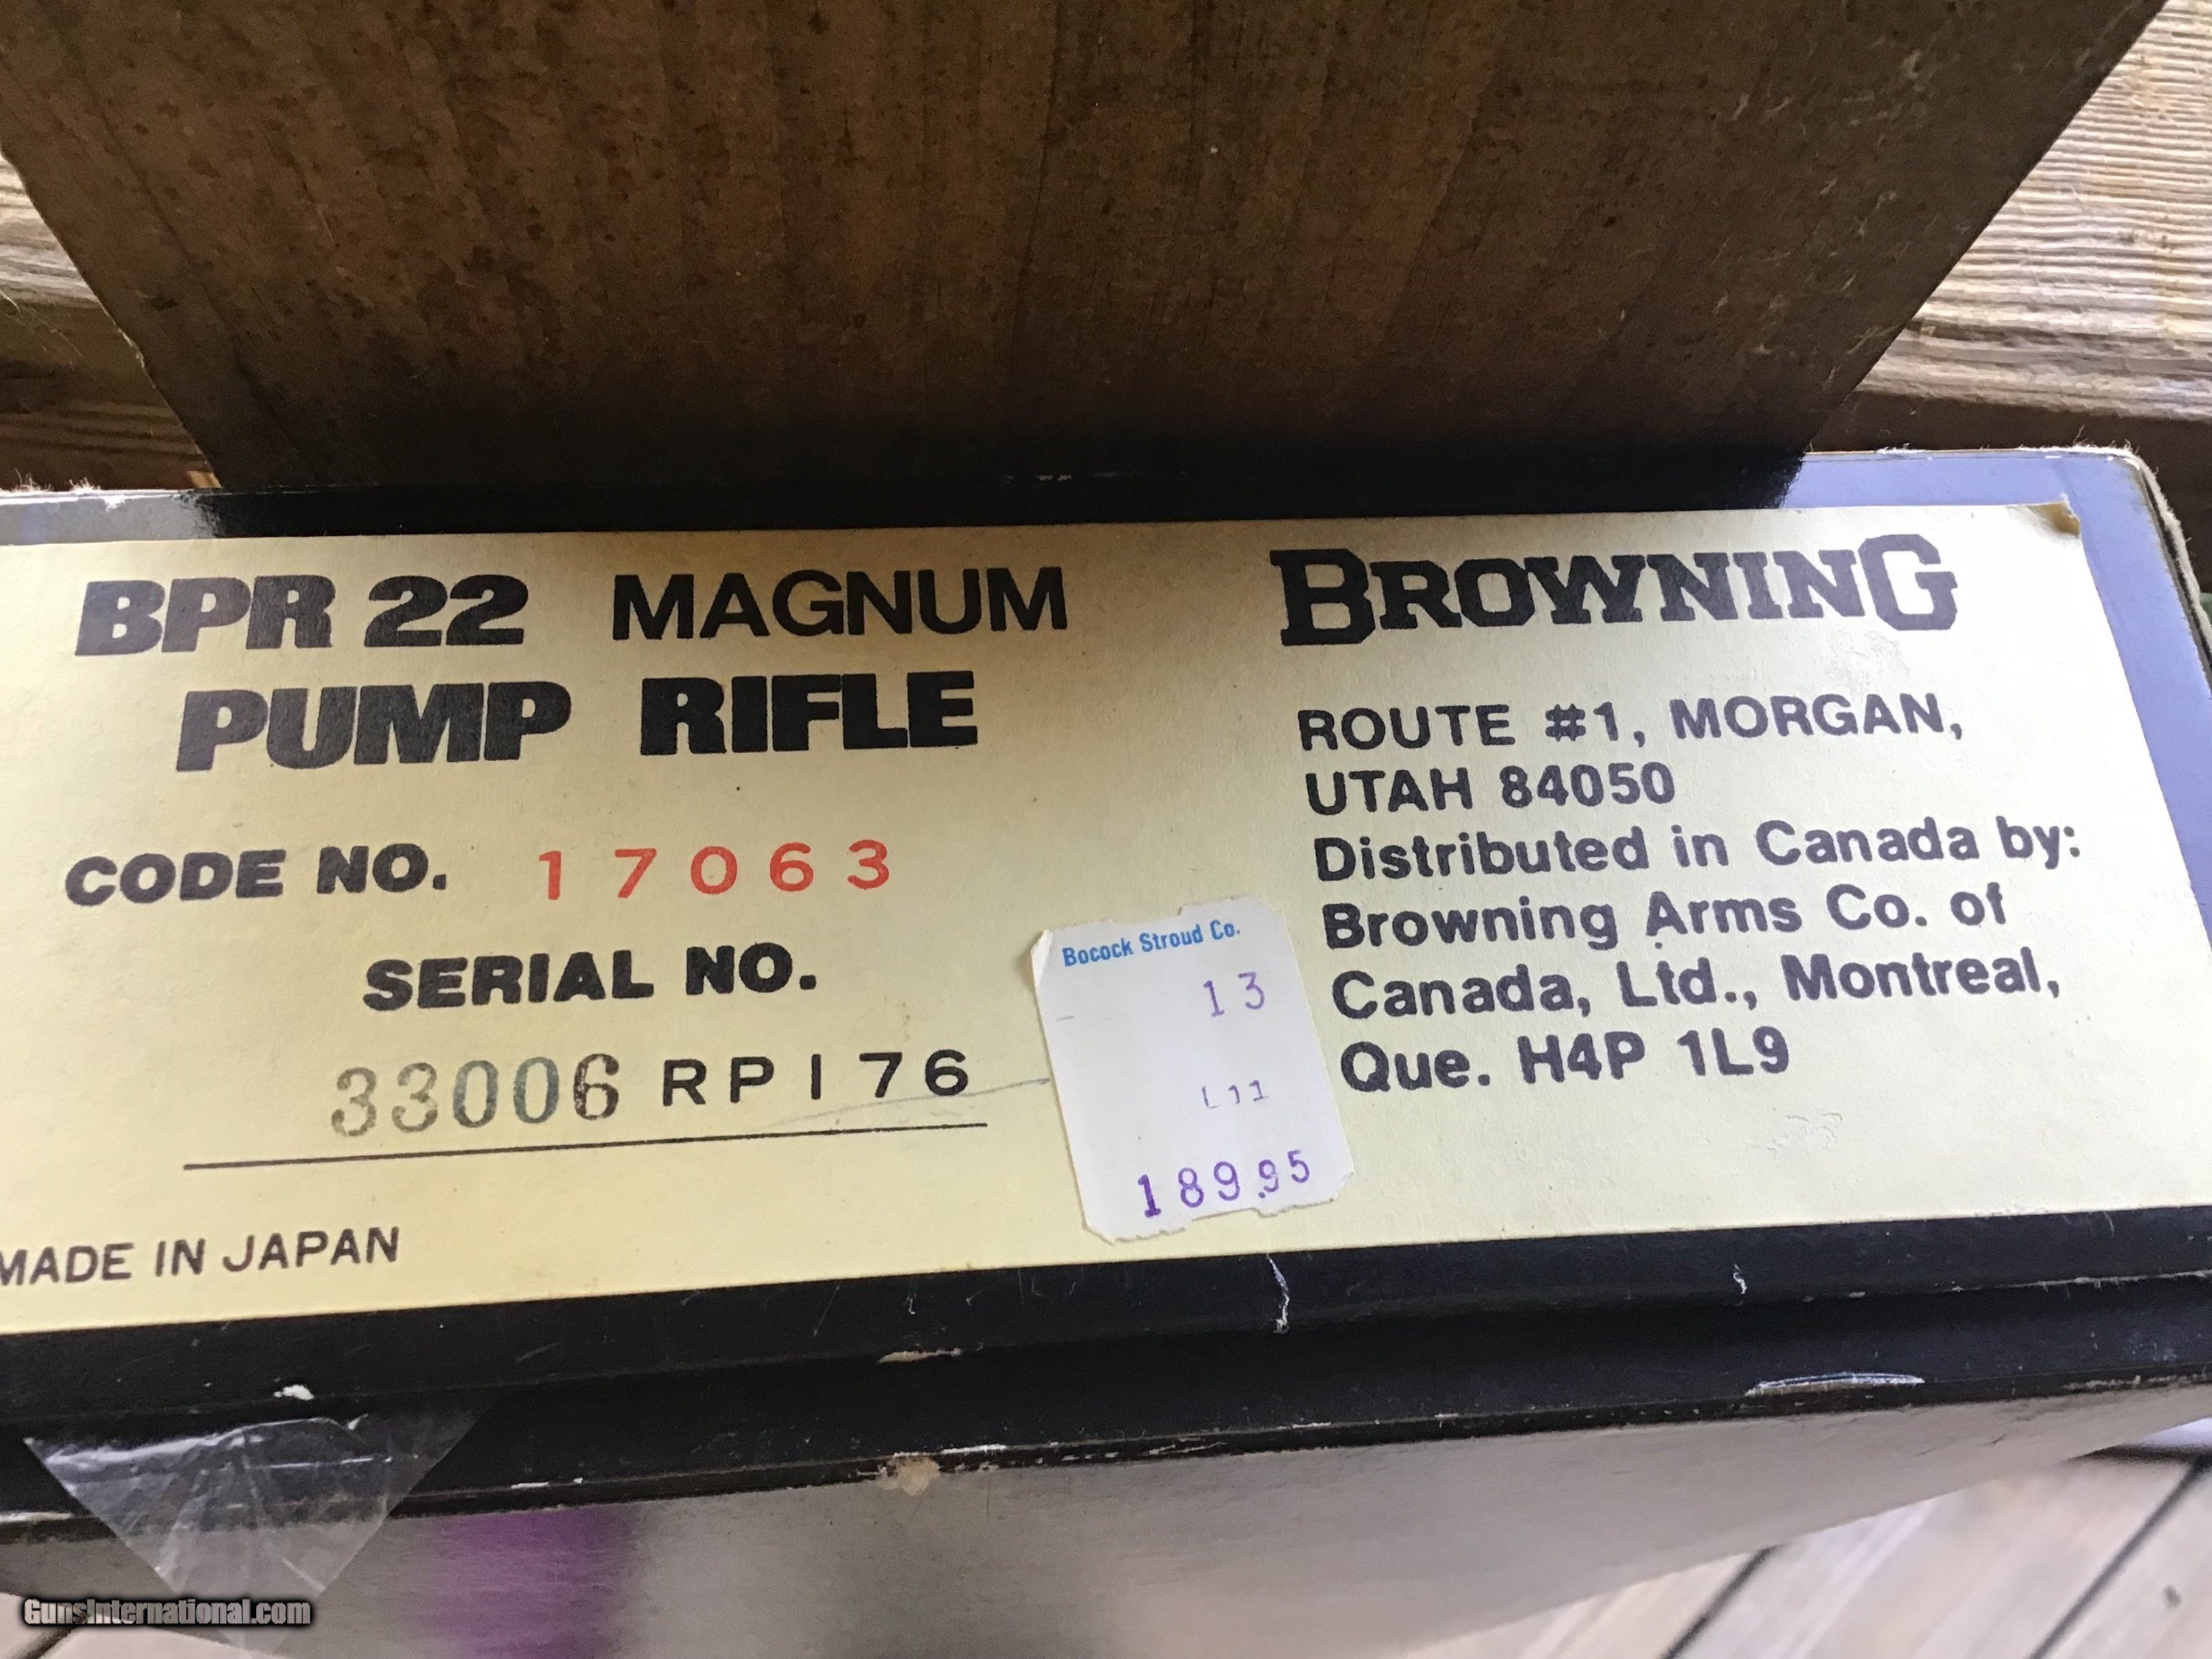 BPR 22 MAGNUM
PUMP RIFLE
CODE NO. 17063
SERIAL NO.
33006RP176
MADE IN JAPAN
Bocock Stroud Co.
13
189.95
BROWNING
ROUTE #1, MORGAN,
UTAH 84050
Distributed in Canada by:
Browning Arms Co. of
Canada, Ltd., Montreal,
Que. H4P 1L9
GunsInternational.com